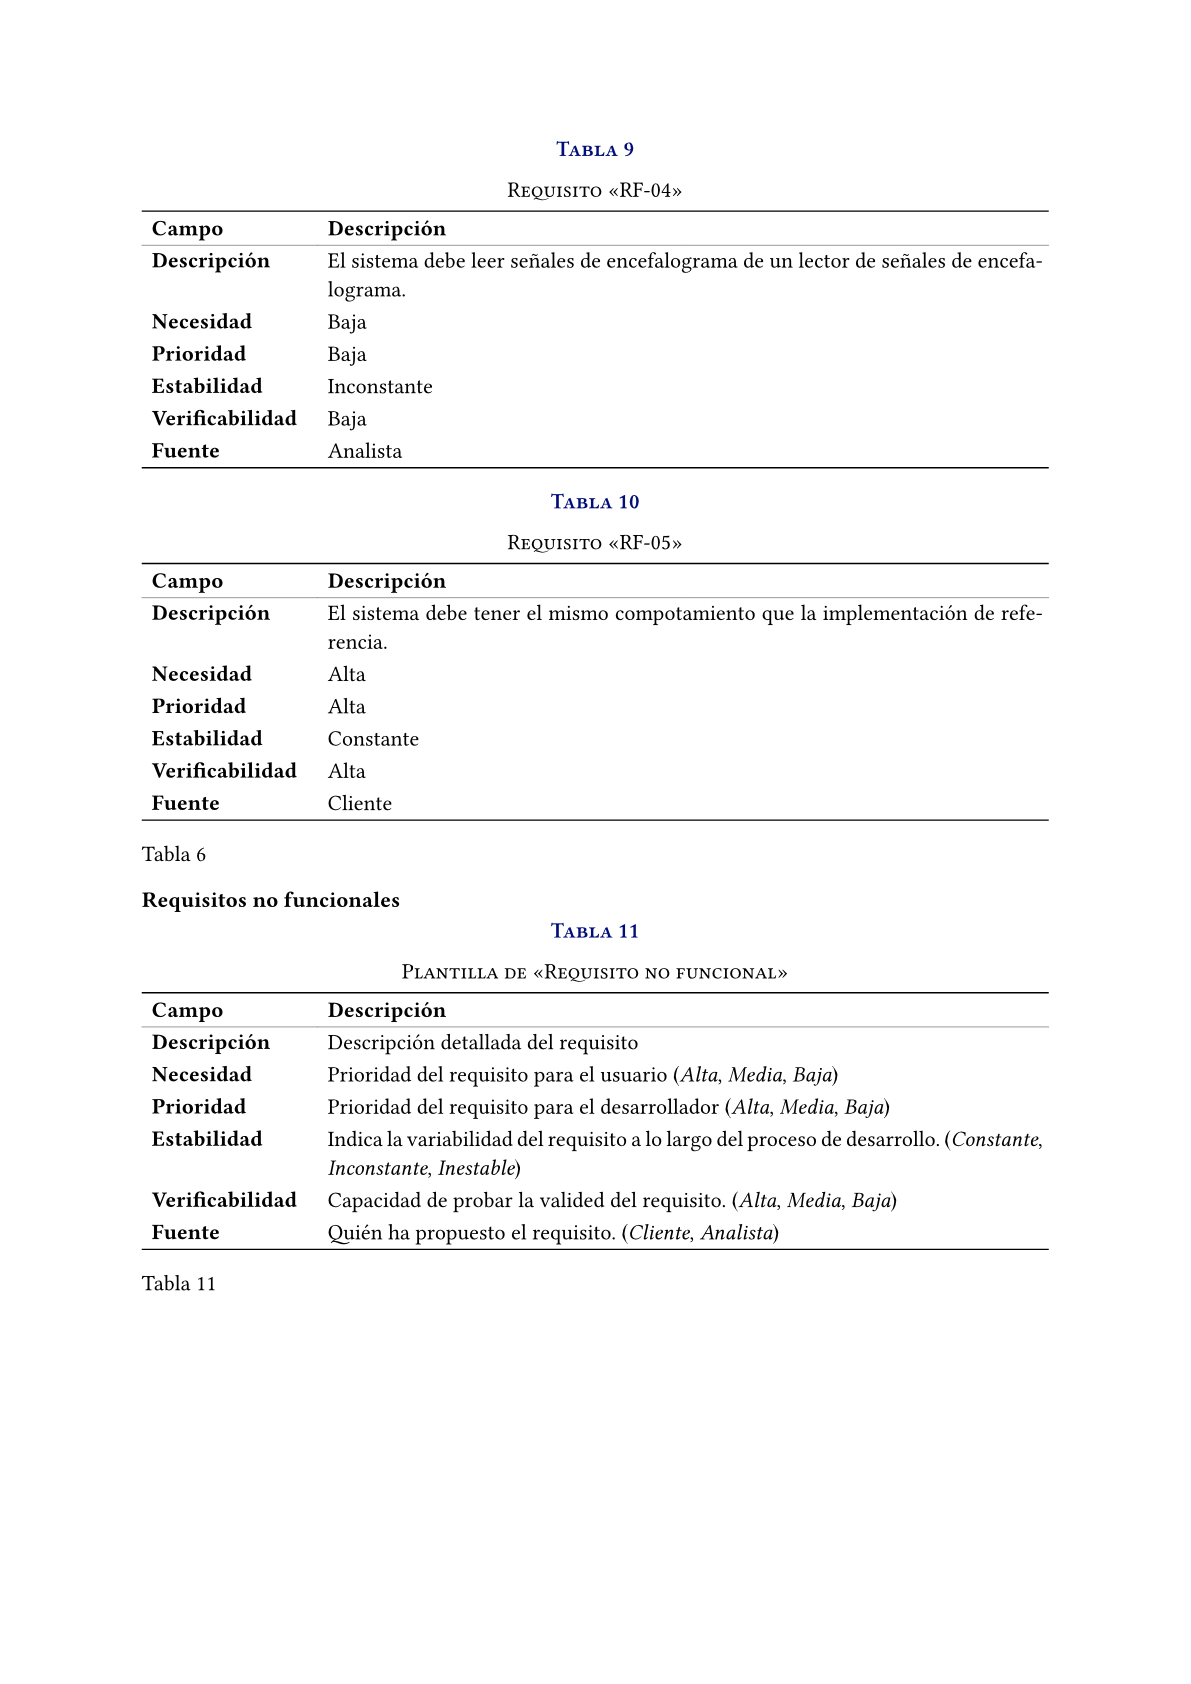 Tabla 9
Requisito «RF-04»
Campo Descripción
Descripción El sistema debe leer señales de encefalograma de un lector de señales de encefa-
lograma.
Necesidad Baja
Prioridad Baja
Estabilidad Inconstante
Verificabilidad Baja
Fuente Analista
Tabla 10
Requisito «RF-05»
Campo Descripción
Descripción El sistema debe tener el mismo compotamiento que la implementación de refe-
rencia.
Necesidad Alta
Prioridad Alta
Estabilidad Constante
Verificabilidad Alta
Fuente Cliente
Tabla 6
Requisitos no funcionales
Tabla 11
Plantilla de «Requisito no funcional»
Campo Descripción
Descripción Descripción detallada del requisito
Necesidad Prioridad del requisito para el usuario (Alta, Media, Baja)
Prioridad Prioridad del requisito para el desarrollador (Alta, Media, Baja)
Estabilidad Indica la variabilidad del requisito a lo largo del proceso de desarrollo. (Constante,
Inconstante, Inestable)
Verificabilidad Capacidad de probar la valided del requisito. (Alta, Media, Baja)
Fuente Quién ha propuesto el requisito. (Cliente, Analista)
Tabla 11